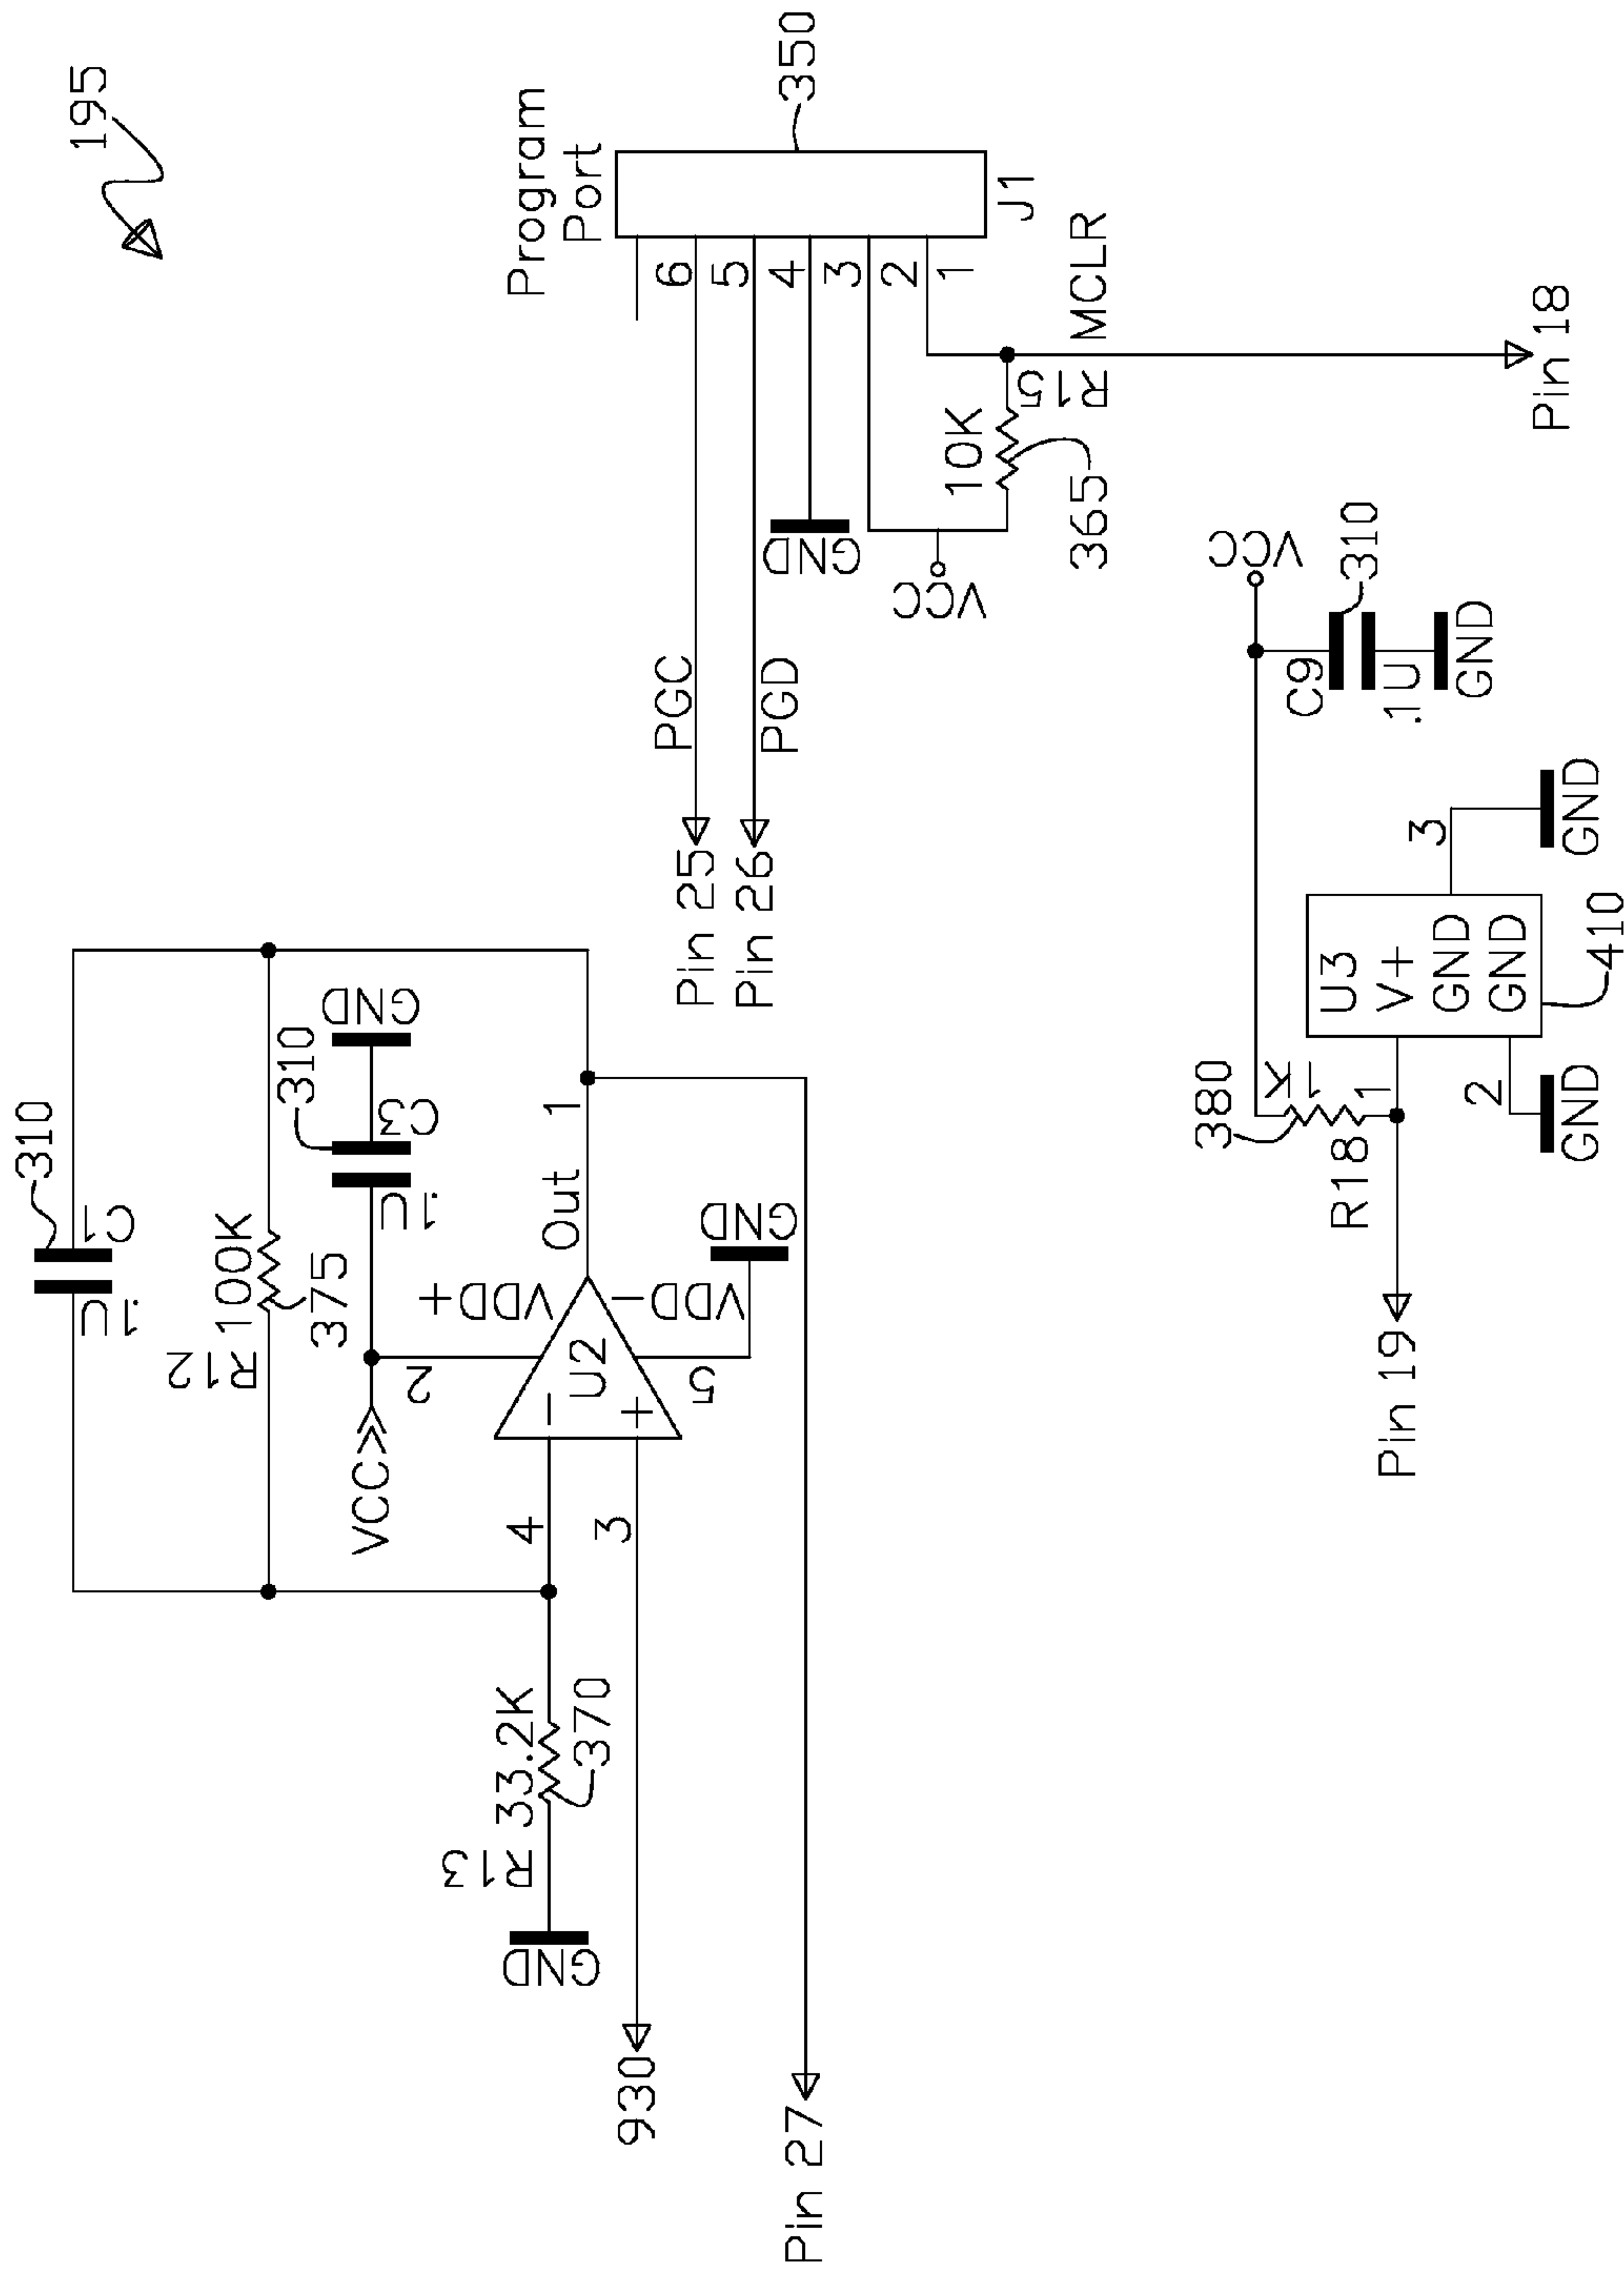 195
310
C1
.1U
R12
100K
375
310
GND
C3
.1U
VCC
2
VDD+
Out
1
U2
-
+
4
3
5
VDD-
GND
R13
33.2K
370
GND
930
Pin 27
Program
Port
350
J1
6
5
4
3
2
1
PGC
PGD
Pin 25
Pin 26
GND
VCC
10K
R15
365
MCLR
Pin 18
VCC
C9
310
.1U
GND
380
1K
R18
1
2
3
U3
V+
GND
GND
410
GND
GND
Pin 19